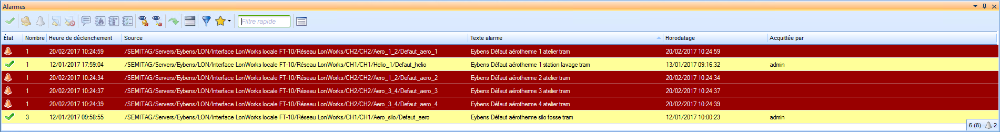 Alarmes
Filtre rapide
État Nombre Heure de déclenchement Source Texte alarme Horodatage Acquittée par
1 20/02/2017 10:24:59 /SEMITAG/Servers/Eybens/LON/Interface LonWorks locale FT-10/Réseau LonWorks/CH2/CH2/Aero_1_2/Defaut_aero_1 Eybens Défaut aérotherme 1 atelier tram 20/02/2017 10:24:59
1 12/01/2017 17:59:04 /SEMITAG/Servers/Eybens/LON/Interface LonWorks locale FT-10/Réseau LonWorks/CH1/CH1/Helio_1/Defaut_helio Eybens Défaut aérotherme 1 station lavage tram 13/01/2017 09:16:32 admin
1 20/02/2017 10:24:34 /SEMITAG/Servers/Eybens/LON/Interface LonWorks locale FT-10/Réseau LonWorks/CH2/CH2/Aero_1_2/Defaut_aero_2 Eybens Défaut aérotherme 2 atelier tram 20/02/2017 10:24:34
1 20/02/2017 10:24:37 /SEMITAG/Servers/Eybens/LON/Interface LonWorks locale FT-10/Réseau LonWorks/CH2/CH2/Aero_3_4/Defaut_aero_3 Eybens Défaut aérotherme 3 atelier tram 20/02/2017 10:24:37
1 20/02/2017 10:24:39 /SEMITAG/Servers/Eybens/LON/Interface LonWorks locale FT-10/Réseau LonWorks/CH2/CH2/Aero_3_4/Defaut_aero_4 Eybens Défaut aérotherme 4 atelier tram 20/02/2017 10:24:39
3 12/01/2017 09:58:55 /SEMITAG/Servers/Eybens/LON/Interface LonWorks locale FT-10/Réseau LonWorks/CH1/CH1/Aero_silo/Defaut_aero Eybens Défaut aérotherme silo fosse tram 12/01/2017 10:00:23 admin
6 (8) 2